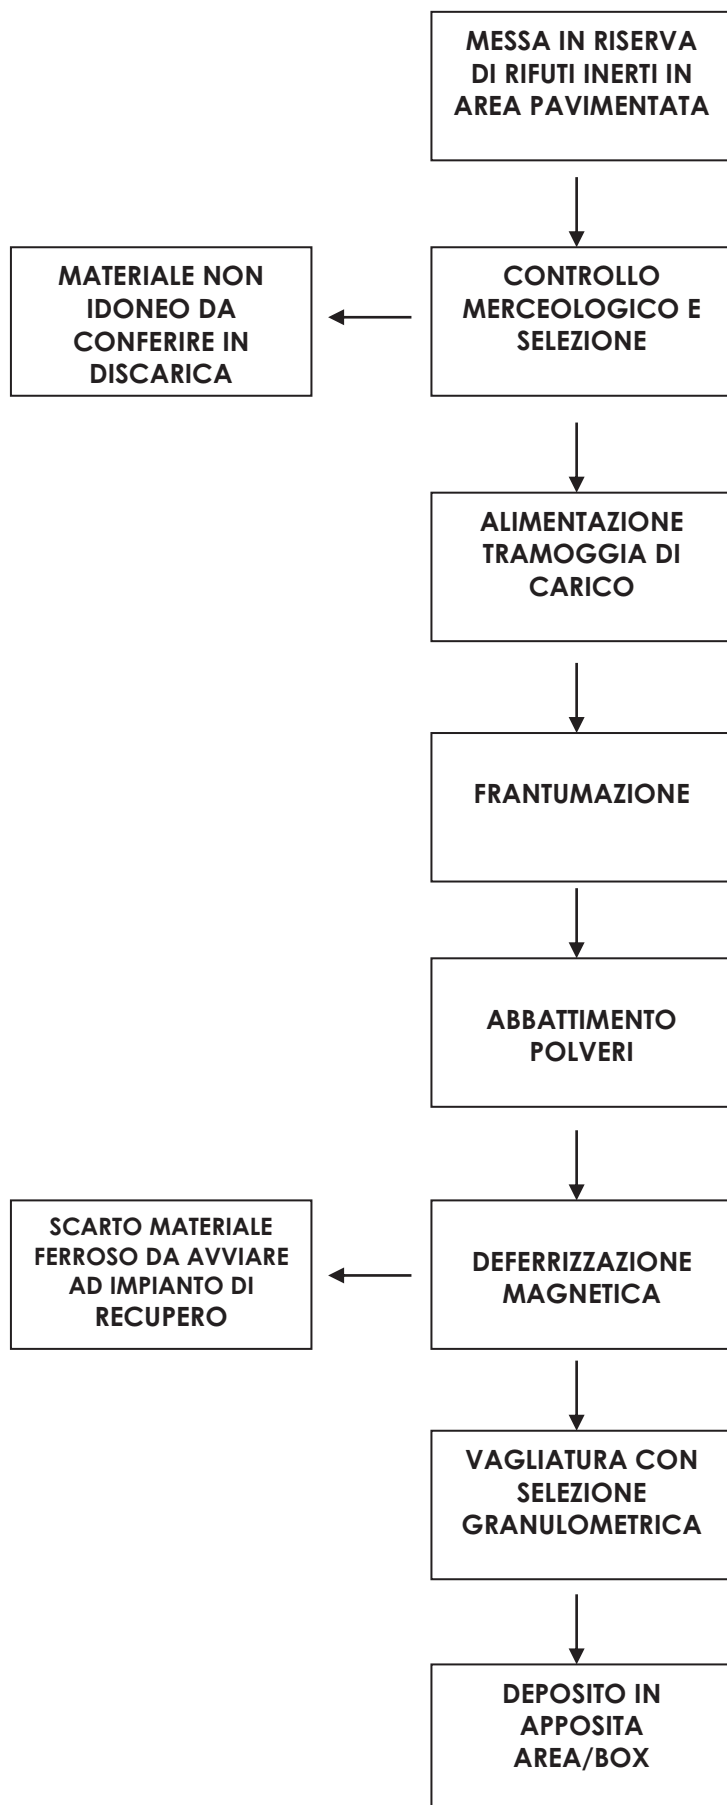 MESSA IN RISERVA
DI RIFUTI INERTI IN
AREA PAVIMENTATA
MATERIALE NON
IDONEO DA
CONFERIRE IN
DISCARICA
CONTROLLO
MERCEOLOGICO E
SELEZIONE
ALIMENTAZIONE
TRAMOGGIA DI
CARICO
FRANTUMAZIONE
ABBATTIMENTO
POLVERI
SCARTO MATERIALE
FERROSO DA AVVIARE
AD IMPIANTO DI
RECUPERO
DEFERRIZZAZIONE
MAGNETICA
VAGLIATURA CON
SELEZIONE
GRANULOMETRICA
DEPOSITO IN
APPOSITA
AREA/BOX